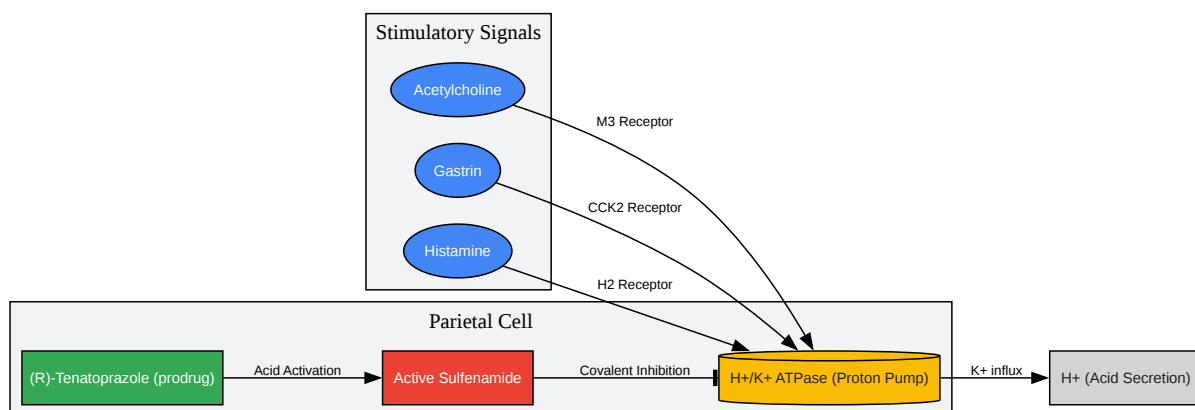 Stimulatory Signals
Acetylcholine
M3 Receptor
Gastrin
CCK2 Receptor
Histamine
H2 Receptor
Parietal Cell
(R)-Tenatoprazole (prodrug)
Acid Activation
Active Sulfenamide
Covalent Inhibition
H+/K+ ATPase (Proton Pump)
K+ influx
H+ (Acid Secretion)